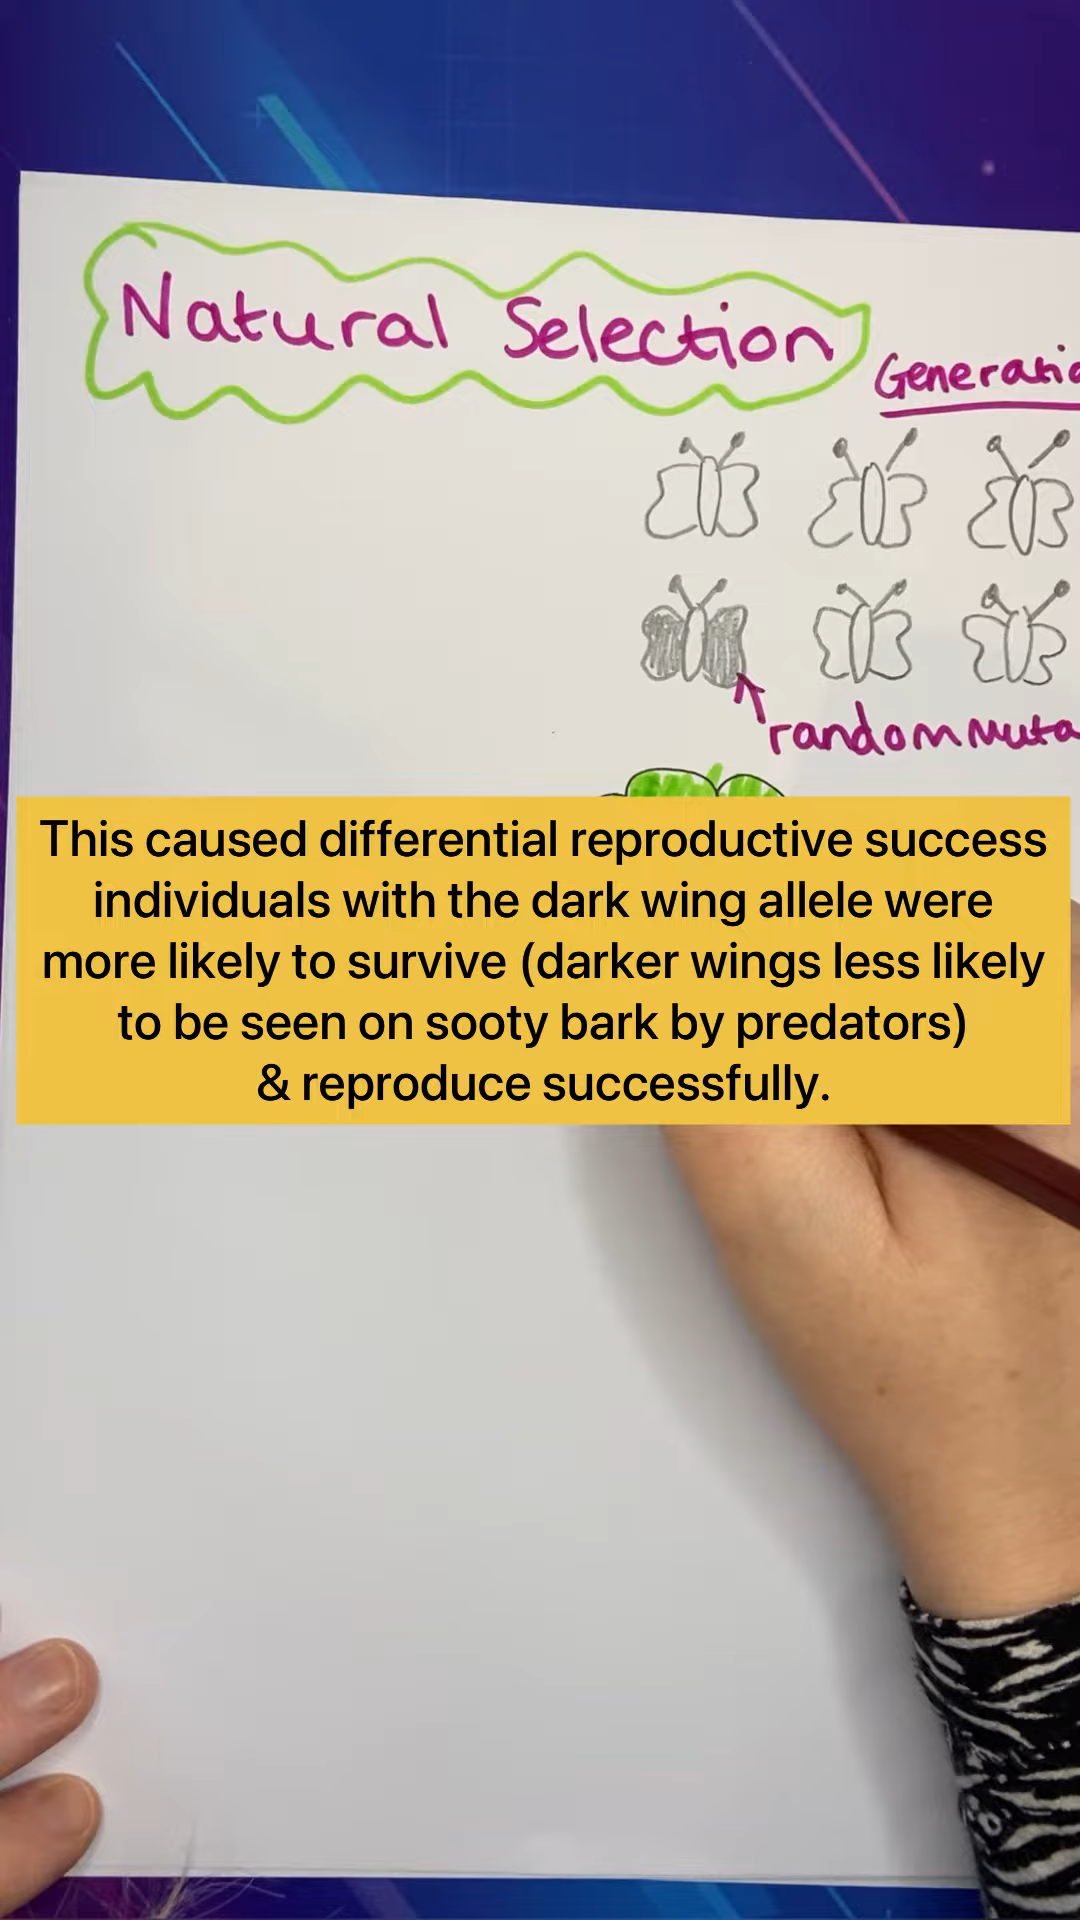 Natural Selection
This caused differential reproductive success
individuals with the dark wing allele were
more likely to survive (darker wings less likely
to be seen on sooty bark by predators)
& reproduce successfully.
random